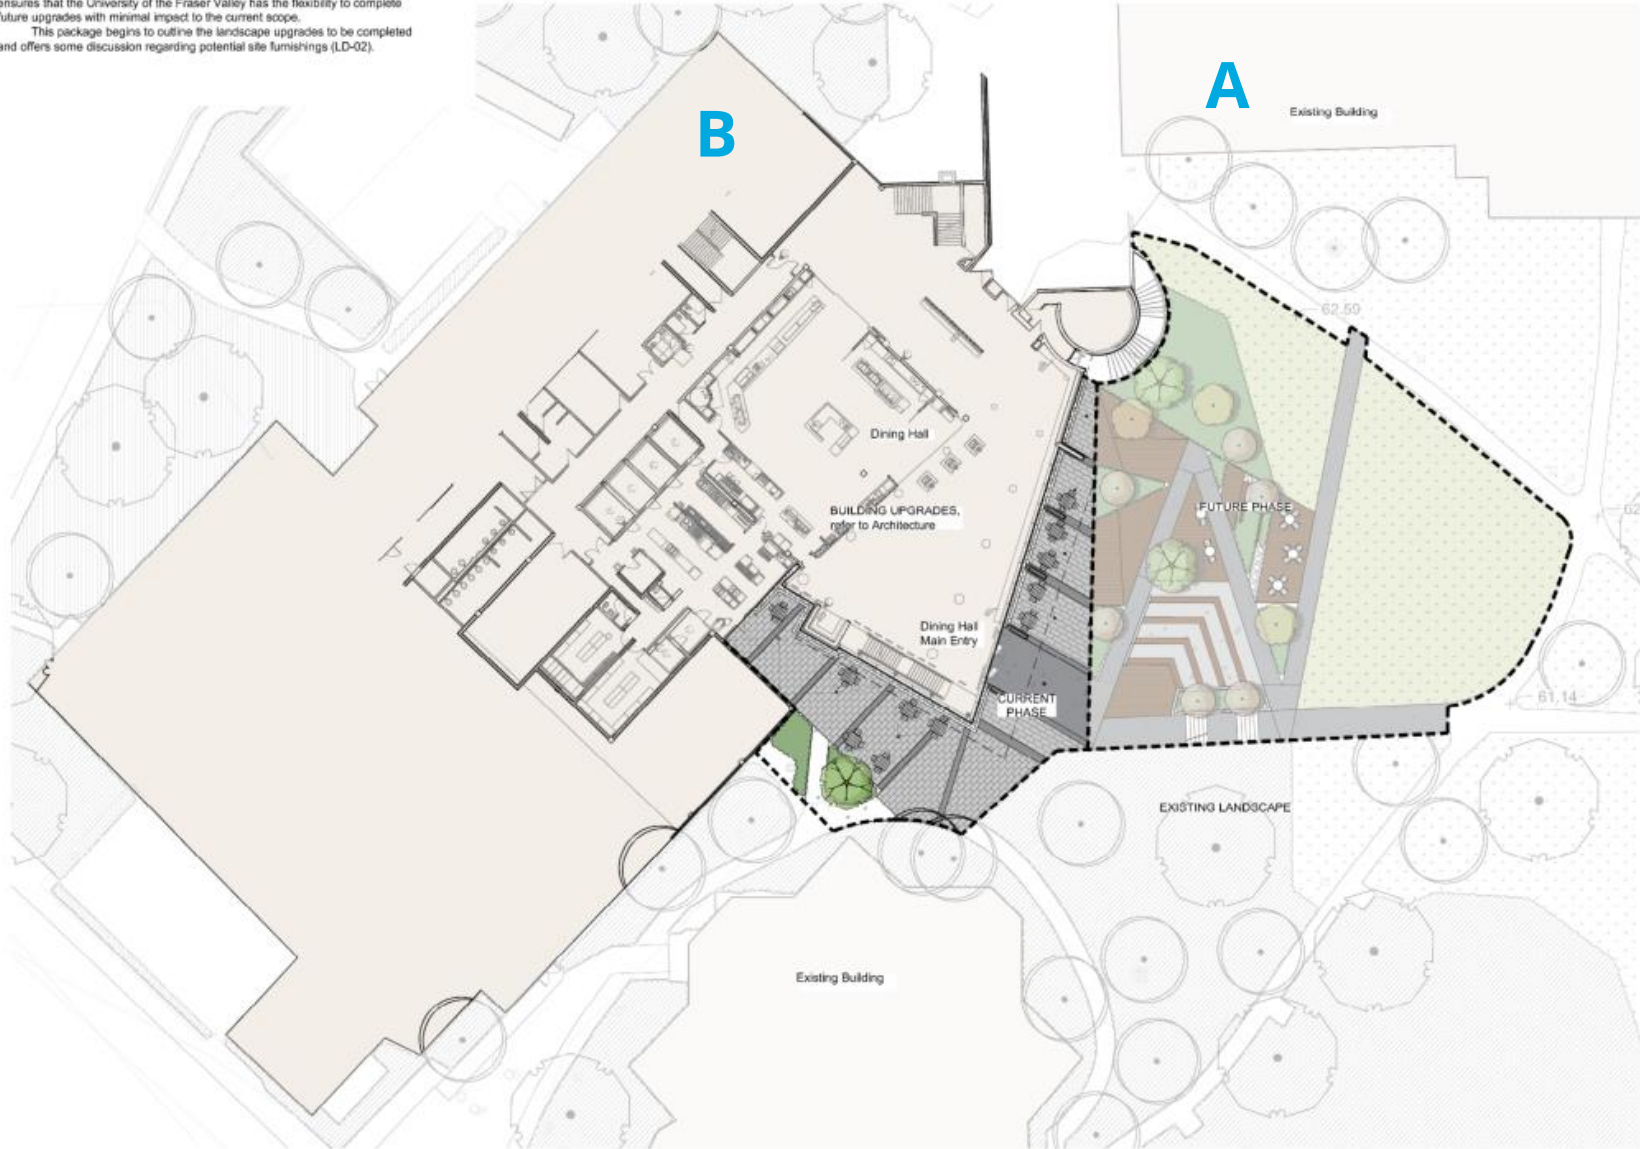 ensures that the University of the Fraser Valley has the flexibility to complete
future upgrades with minimal impact to the current scope.
This package begins to outline the landscape upgrades to be completed
and offers some discussion regarding potential site furnishings (LD-02).
A
B
Existing Building
62.59
Dining Hall
BUILDING UPGRADES,
refer to Architecture
FUTURE PHASE
62
Dining Hall
Main Entry
CURRENT
PHASE
61.14
EXISTING LANDSCAPE
Existing Building